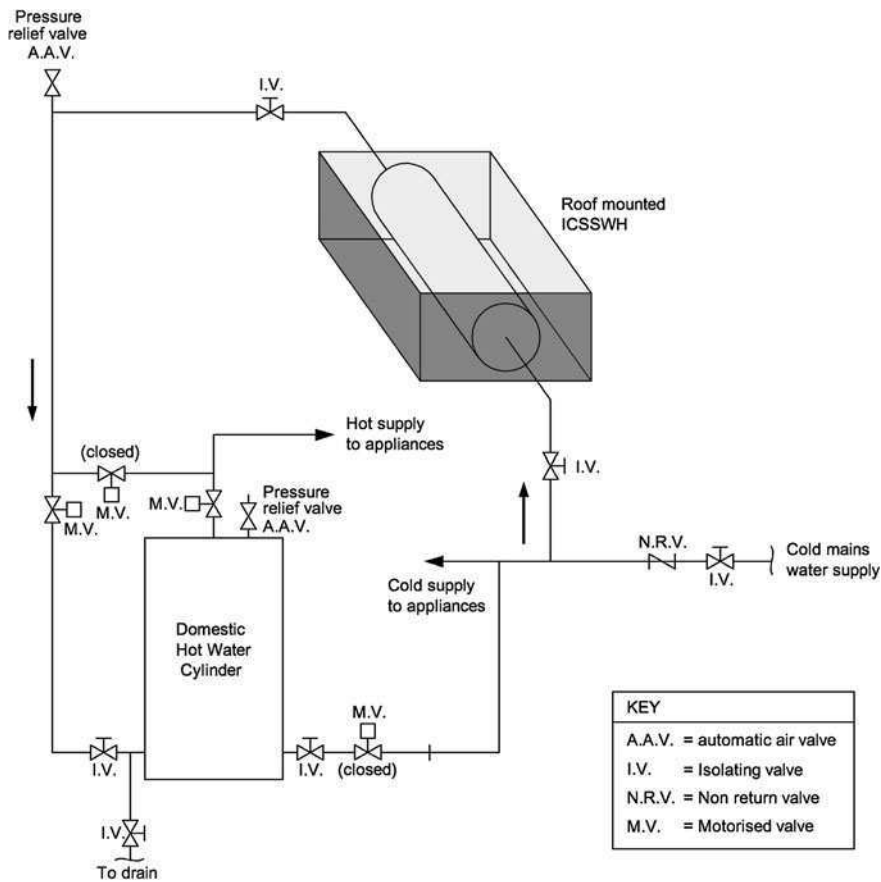 Pressure
relief valve
A.A.V.
I.V.
Roof mounted
ICSSWH
Hot supply
to appliances
(closed)
M.V.
M.V.
M.V.
Pressure
relief valve
A.A.V.
I.V.
N.R.V.
I.V.
Cold mains
water supply
Cold supply
to appliances
Domestic
Hot Water
Cylinder
M.V.
(closed)
I.V.
I.V.
I.V.
To drain
KEY
A.A.V. = automatic air valve
I.V. = Isolating valve
N.R.V. = Non return valve
M.V. = Motorised valve